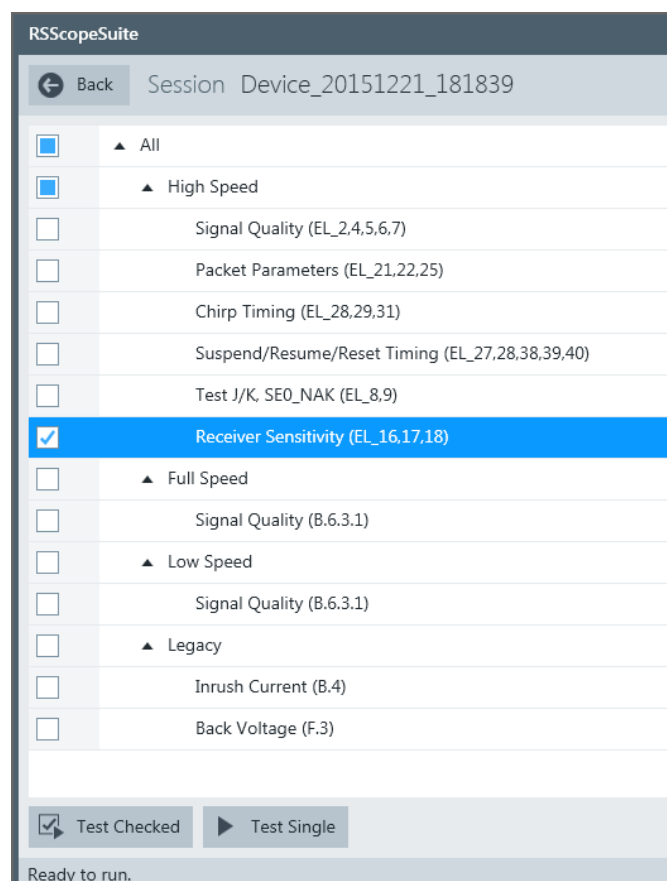 RSScopeSuite
Back Session Device_20151221_181839
All
High Speed
Signal Quality (EL_2,4,5,6,7)
Packet Parameters (EL_21,22,25)
Chirp Timing (EL_28,29,31)
Suspend/Resume/Reset Timing (EL_27,28,38,39,40)
Test J/K, SE0_NAK (EL_8,9)
Receiver Sensitivity (EL_16,17,18)
Full Speed
Signal Quality (B.6.3.1)
Low Speed
Signal Quality (B.6.3.1)
Legacy
Inrush Current (B.4)
Back Voltage (F.3)
Test Checked Test Single
Ready to run.